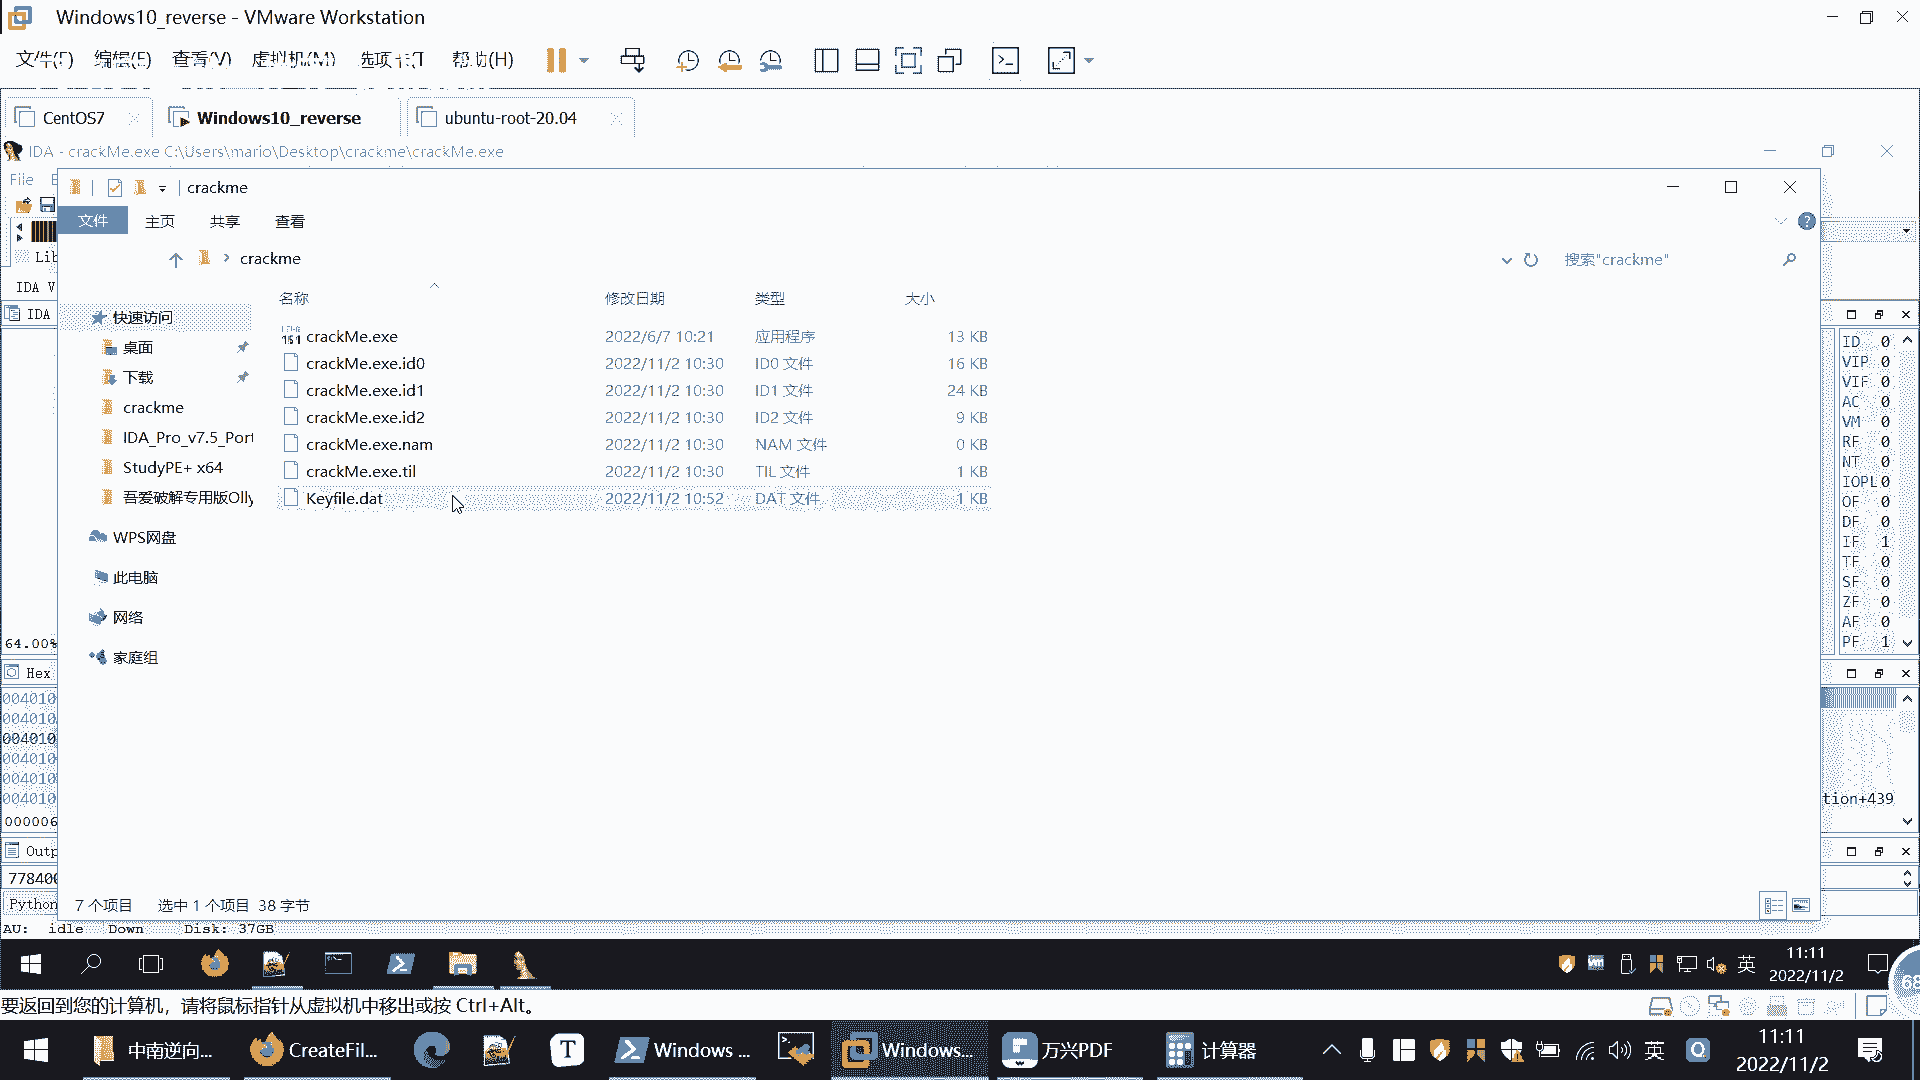 Windows10_reverse - VMware Workstation
文件(F) 编辑(E) 查看(V) 虚拟机(M) 选项卡(T 帮助(H)
CentOS7 Windows10_reverse ubuntu-root-20.04
IDA - crackMe.exe C:\Users\mario\Desktop\crackme\crackMe.exe
File E
crackme
文件 主页 共享 查看
Lib
crackme 搜索"crackme"
IDA V
IDA
名称 修改日期 类型 大小
快速访问
桌面
下载
crackme
IDA_Pro_v7.5_Port
StudyPE+ x64
吾爱破解专用版Olly
WPS网盘
此电脑
网络
家庭组
crackMe.exe 2022/6/7 10:21 应用程序 13 KB
crackMe.exe.id0 2022/11/2 10:30 ID0 文件 16 KB
crackMe.exe.id1 2022/11/2 10:30 ID1 文件 24 KB
crackMe.exe.id2 2022/11/2 10:30 ID2 文件 9 KB
crackMe.exe.nam 2022/11/2 10:30 NAM 文件 0 KB
crackMe.exe.til 2022/11/2 10:30 TIL 文件 1 KB
Keyfile.dat 2022/11/2 10:52 DAT 文件 1 KB
ID 0
VIP 0
VIF 0
AC 0
VM 0
RF 0
NT 0
IOPL 0
OF 0
DF 0
IF 1
TF 0
SF 0
ZF 0
AF 0
PF 1
64.00%
Hex
004010
004010
004010
004010
004010
004010 tion+439
000006
Outp
778400
Python
7 个项目 选中 1 个项目 38 字节
AU: idle Down Disk: 37GB
英 11:11
2022/11/2
68
要返回到您的计算机，请将鼠标指针从虚拟机中移出或按 Ctrl+Alt。
中南逆向... CreateFil... T Windows ... Windows... 万兴PDF 计算器 英 11:11
2022/11/2